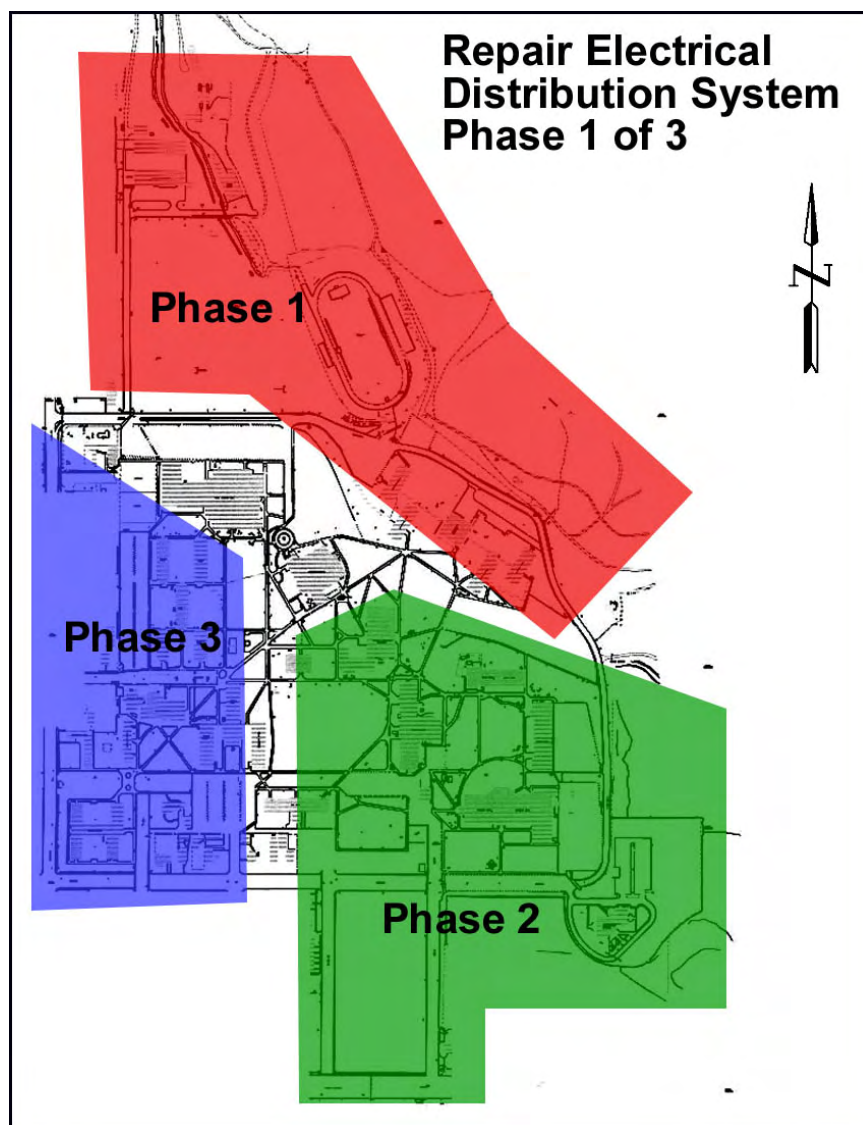 Repair Electrical
Distribution System
Phase 1 of 3
N
Phase 1
Phase 3
Phase 2